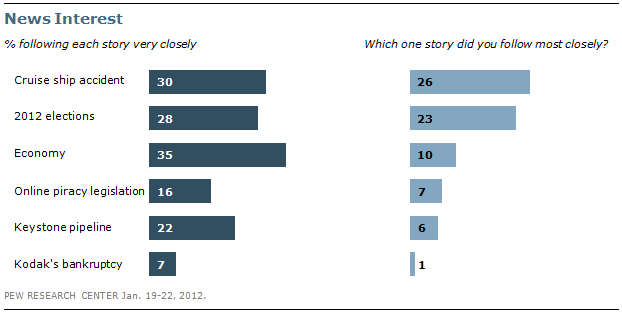 News Interest
% following each story very closely Which one story did you follow most closely?
Cruise ship accident 30 26
2012 elections 28 23
Economy 35 10
Online piracy legislation 16 7
Keystone pipeline 22 6
Kodak's bankruptcy 7 1
PEW RESEARCH CENTER Jan. 19-22, 2012.